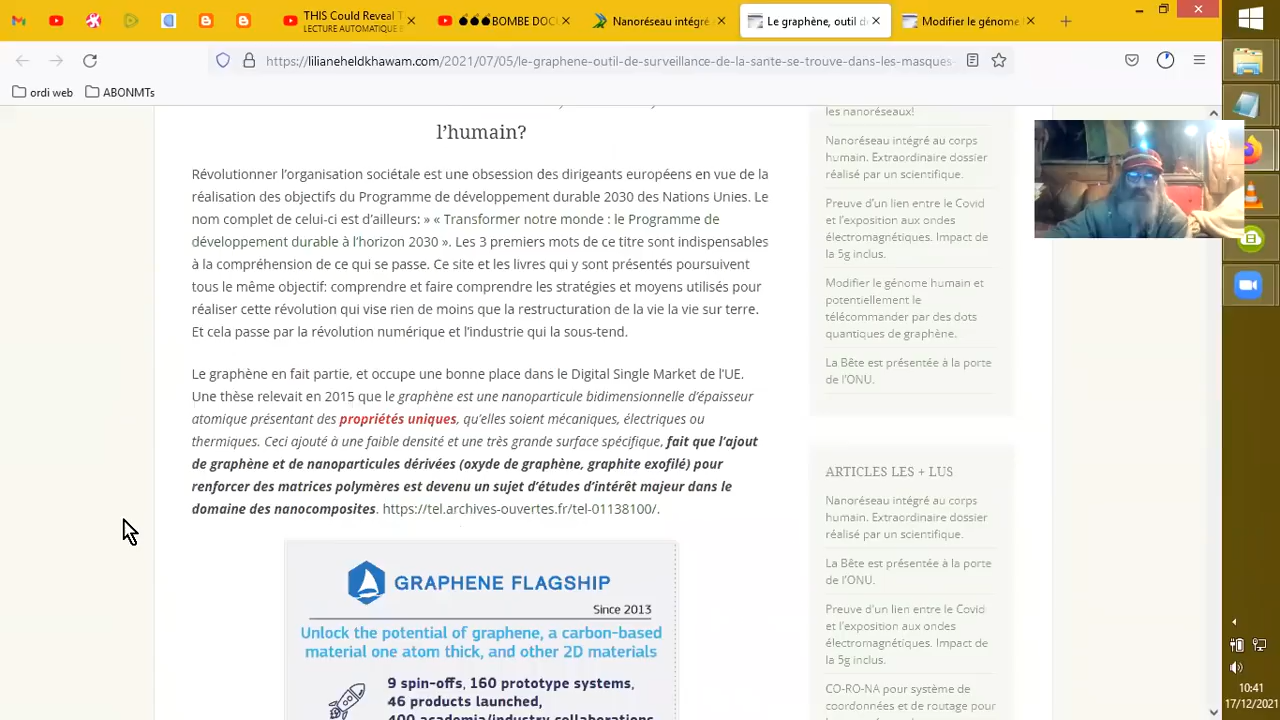 THIS Could Reveal T
LECTURE AUTOMATIQUE
BOMBE DOC
Nanoréseau intégré
Le graphène, outil d
Modifier le génome
https://lilianeheldkhawam.com/2021/07/05/le-graphene-outil-de-surveillance-de-la-sante-se-trouve-dans-les-masques-
ordi web
ABONMTs
l’humain?
Révolutionner l’organisation sociétale est une obsession des dirigeants européens en vue de la
réalisation des objectifs du Programme de développement durable 2030 des Nations Unies. Le
nom complet de celui-ci est d’ailleurs: » « Transformer notre monde : le Programme de
développement durable à l’horizon 2030 ». Les 3 premiers mots de ce titre sont indispensables
à la compréhension de ce qui se passe. Ce site et les livres qui y sont présentés poursuivent
tous le même objectif: comprendre et faire comprendre les stratégies et moyens utilisés pour
réaliser cette révolution qui vise rien de moins que la restructuration de la vie la vie sur terre.
Et cela passe par la révolution numérique et l’industrie qui la sous-tend.
Le graphène en fait partie, et occupe une bonne place dans le Digital Single Market de l’UE.
Une thèse relevait en 2015 que le graphène est une nanoparticule bidimensionnelle d’épaisseur
atomique présentant des propriétés uniques, qu’elles soient mécaniques, électriques ou
thermiques. Ceci ajouté à une faible densité et une très grande surface spécifique, fait que l’ajout
de graphène et de nanoparticules dérivées (oxyde de graphène, graphite exofilé) pour
renforcer des matrices polymères est devenu un sujet d’études d’intérêt majeur dans le
domaine des nanocomposites. https://tel.archives-ouvertes.fr/tel-01138100/.
GRAPHENE FLAGSHIP
Since 2013
Unlock the potential of graphene, a carbon-based
material one atom thick, and other 2D materials
9 spin-offs, 160 prototype systems,
46 products launched,
400 academia/industry collaborations
les nanoréseaux!
Nanoréseau intégré au corps
humain. Extraordinaire dossier
réalisé par un scientifique.
Preuve d’un lien entre le Covid
et l’exposition aux ondes
électromagnétiques. Impact de
la 5g inclus.
Modifier le génome humain et
potentiellement le
télécommander par des dots
quantiques de graphène.
La Bête est présentée à la porte
de l’ONU.
ARTICLES LES + LUS
Nanoréseau intégré au corps
humain. Extraordinaire dossier
réalisé par un scientifique.
La Bête est présentée à la porte
de l’ONU.
Preuve d’un lien entre le Covid
et l’exposition aux ondes
électromagnétiques. Impact de
la 5g inclus.
CO-RO-NA pour système de
coordonnées et de routage pour
10:41
17/12/2021